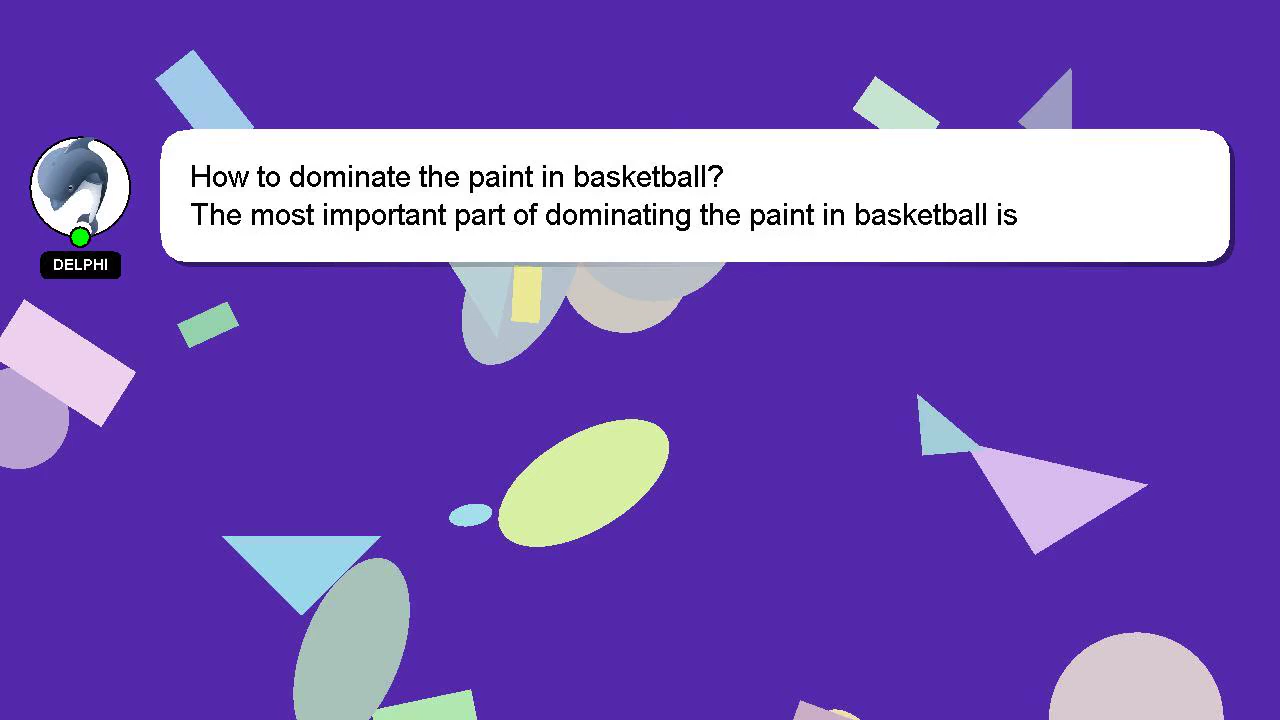 How to dominate the paint in basketball?
The most important part of dominating the paint in basketball is
DELPHI